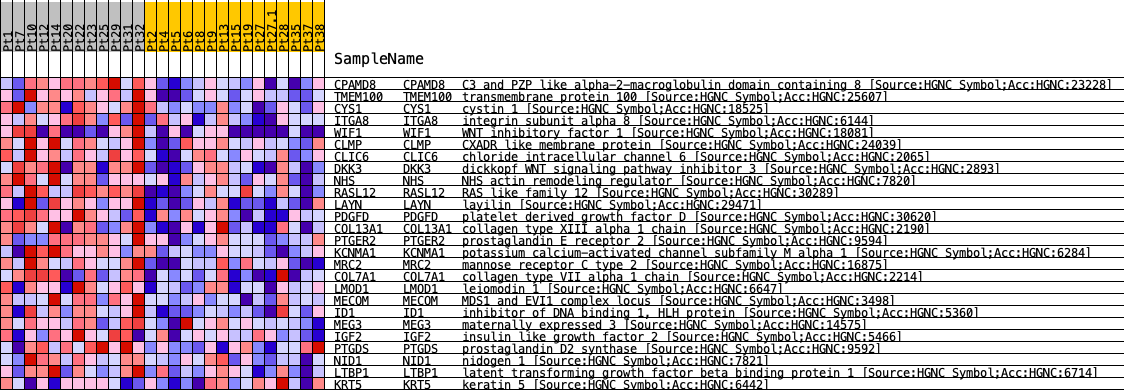 Pt1 Pt7 Pt10 Pt12 Pt14 Pt20 Pt22 Pt23 Pt25 Pt29 Pt31 Pt32 Pt2 Pt4 Pt5 Pt6 Pt8 Pt9 Pt13 Pt15 Pt19 Pt27 Pt27.1 Pt28 Pt35 Pt37 Pt38
SampleName
CPAMD8 CPAMD8 C3 and PZP like alpha-2-macroglobulin domain containing 8 [Source:HGNC Symbol;Acc:HGNC:23228]
TMEM100 TMEM100 transmembrane protein 100 [Source:HGNC Symbol;Acc:HGNC:25607]
CYS1 CYS1 cystin 1 [Source:HGNC Symbol;Acc:HGNC:18525]
ITGA8 ITGA8 integrin subunit alpha 8 [Source:HGNC Symbol;Acc:HGNC:6144]
WIF1 WIF1 WNT inhibitory factor 1 [Source:HGNC Symbol;Acc:HGNC:18081]
CLMP CLMP CXADR like membrane protein [Source:HGNC Symbol;Acc:HGNC:24039]
CLIC6 CLIC6 chloride intracellular channel 6 [Source:HGNC Symbol;Acc:HGNC:2065]
DKK3 DKK3 dickkopf WNT signaling pathway inhibitor 3 [Source:HGNC Symbol;Acc:HGNC:2893]
NHS NHS NHS actin remodeling regulator [Source:HGNC Symbol;Acc:HGNC:7820]
RASL12 RASL12 RAS like family 12 [Source:HGNC Symbol;Acc:HGNC:30289]
LAYN LAYN layilin [Source:HGNC Symbol;Acc:HGNC:29471]
PDGFD PDGFD platelet derived growth factor D [Source:HGNC Symbol;Acc:HGNC:30620]
COL13A1 COL13A1 collagen type XIII alpha 1 chain [Source:HGNC Symbol;Acc:HGNC:2190]
PTGER2 PTGER2 prostaglandin E receptor 2 [Source:HGNC Symbol;Acc:HGNC:9594]
KCNMA1 KCNMA1 potassium calcium-activated channel subfamily M alpha 1 [Source:HGNC Symbol;Acc:HGNC:6284]
MRC2 MRC2 mannose receptor C type 2 [Source:HGNC Symbol;Acc:HGNC:16875]
COL7A1 COL7A1 collagen type VII alpha 1 chain [Source:HGNC Symbol;Acc:HGNC:2214]
LMOD1 LMOD1 leiomodin 1 [Source:HGNC Symbol;Acc:HGNC:6647]
MECOM MECOM MDS1 and EVI1 complex locus [Source:HGNC Symbol;Acc:HGNC:3498]
ID1 ID1 inhibitor of DNA binding 1, HLH protein [Source:HGNC Symbol;Acc:HGNC:5360]
MEG3 MEG3 maternally expressed 3 [Source:HGNC Symbol;Acc:HGNC:14575]
IGF2 IGF2 insulin like growth factor 2 [Source:HGNC Symbol;Acc:HGNC:5466]
PTGDS PTGDS prostaglandin D2 synthase [Source:HGNC Symbol;Acc:HGNC:9592]
NID1 NID1 nidogen 1 [Source:HGNC Symbol;Acc:HGNC:7821]
LTBP1 LTBP1 latent transforming growth factor beta binding protein 1 [Source:HGNC Symbol;Acc:HGNC:6714]
KRT5 KRT5 keratin 5 [Source:HGNC Symbol;Acc:HGNC:6442]